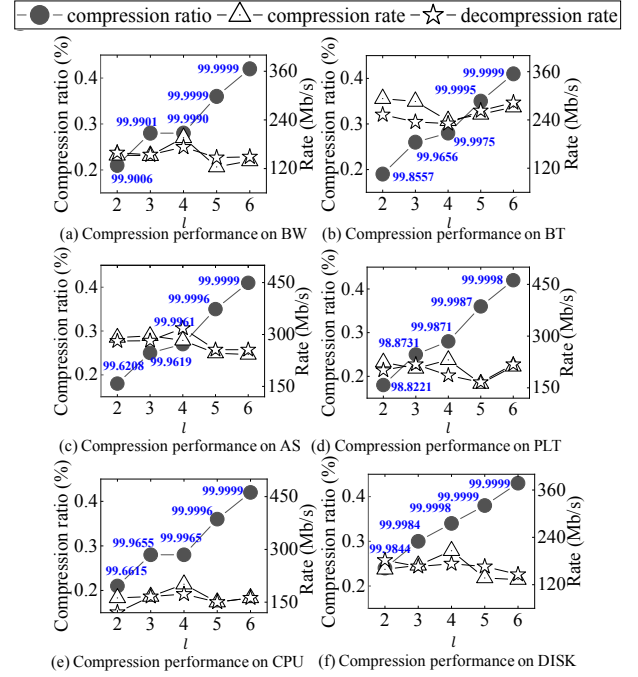 compression ratio compression rate decompression rate
Compression ratio (%)
0.4
0.3
0.2
99.9006
99.9901
99.9990
99.9999
99.9999
360
240
120
Rate (Mb/s)
2 3 4 5 6
l
(a) Compression performance on BW
Compression ratio (%)
0.4
0.3
0.2
99.8557
99.9656
99.9975
99.9995
99.9999
360
240
120
Rate (Mb/s)
2 3 4 5 6
l
(b) Compression performance on BT
Compression ratio (%)
0.4
0.3
0.2
99.6208
99.9619
99.9961
99.9996
99.9999
450
300
150
Rate (Mb/s)
2 3 4 5 6
l
(c) Compression performance on AS
Compression ratio (%)
0.4
0.3
0.2
98.8221
98.8731
99.9871
99.9987
99.9998
450
300
150
Rate (Mb/s)
2 3 4 5 6
l
(d) Compression performance on PLT
Compression ratio (%)
0.4
0.3
0.2
99.6615
99.9655
99.9965
99.9996
99.9999
450
300
150
Rate (Mb/s)
2 3 4 5 6
l
(e) Compression performance on CPU
Compression ratio (%)
0.4
0.3
0.2
99.9844
99.9984
99.9998
99.9999
99.9999
360
240
120
Rate (Mb/s)
2 3 4 5 6
l
(f) Compression performance on DISK